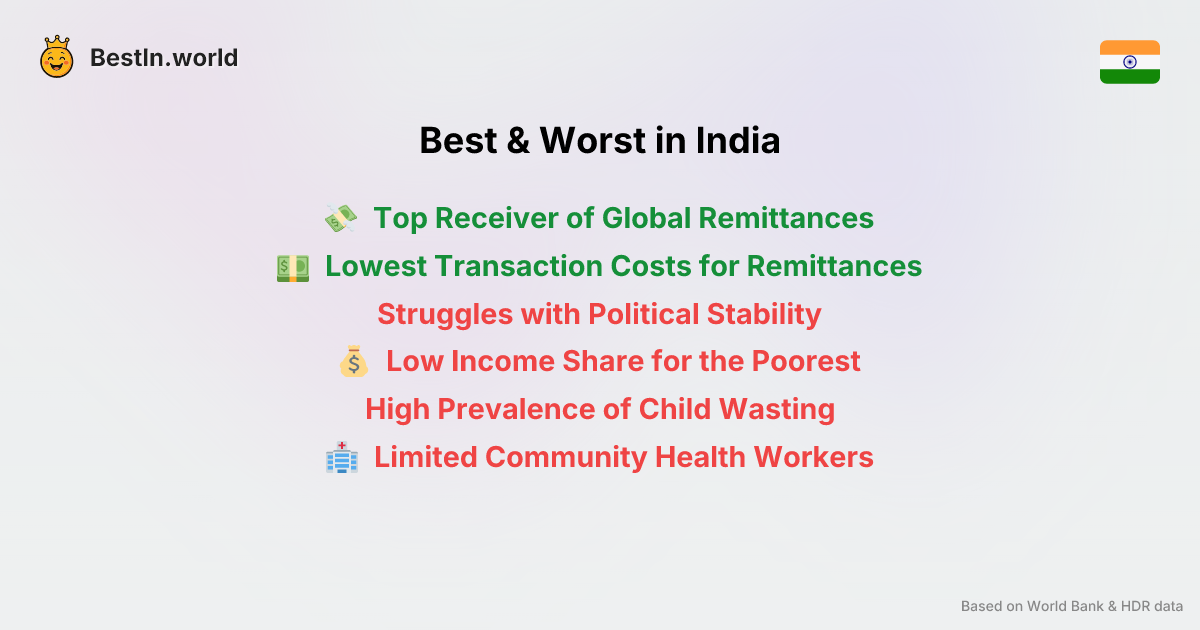 BestIn.world
Best & Worst in India
Top Receiver of Global Remittances
Lowest Transaction Costs for Remittances
Struggles with Political Stability
Low Income Share for the Poorest
High Prevalence of Child Wasting
Limited Community Health Workers
Based on World Bank & HDR data